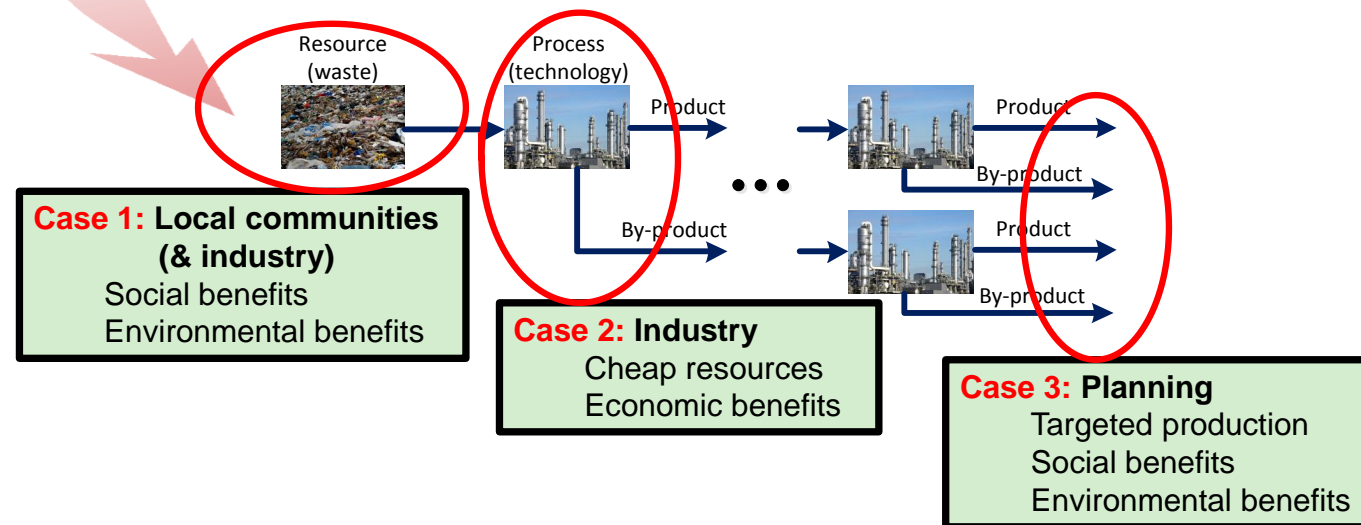 Resource
(waste)
Process
(technology)
Product
Product
By-product
By-product
Product
By-product
Case 1: Local communities
(& industry)
Social benefits
Environmental benefits
Case 2: Industry
Cheap resources
Economic benefits
Case 3: Planning
Targeted production
Social benefits
Environmental benefits